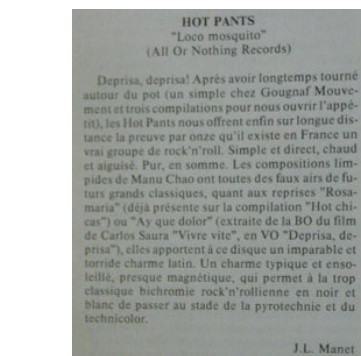 HOT PANTS
"Loco mosquito"
(All Or Nothing Records)
Deprisa, deprisa! Après avoir longtemps tourné
autour du pot (un simple chez Gougnaf Mouve-
ment et trois compilations pour nous ouvrir l'appé-
tit), les Hot Pants nous offrent enfin sur longue dis-
tance la preuve par onze qu'il existe en France un
vrai groupe de rock'n'roll. Simple et direct, chaud
et aiguisé. Pur, en somme. Les compositions lim-
pides de Manu Chao ont toutes des faux airs de fu-
turs grands classiques, quant aux reprises "Rosa-
maria" (déjà présente sur la compilation "Hot chi-
cas") ou "Ay que dolor" (extraite de la BO du film
de Carlos Saura "Vivre vite", en VO "Deprisa, de-
prisa"), elles apportent à ce disque un imparable et
torride charme latin. Un charme typique et enso-
leillé, presque magnétique, qui permet à la trop
classique bichromie rock'n'rollienne en noir et
blanc de passer au stade de la pyrotechnie et du
technicolor.
J.L. Manet